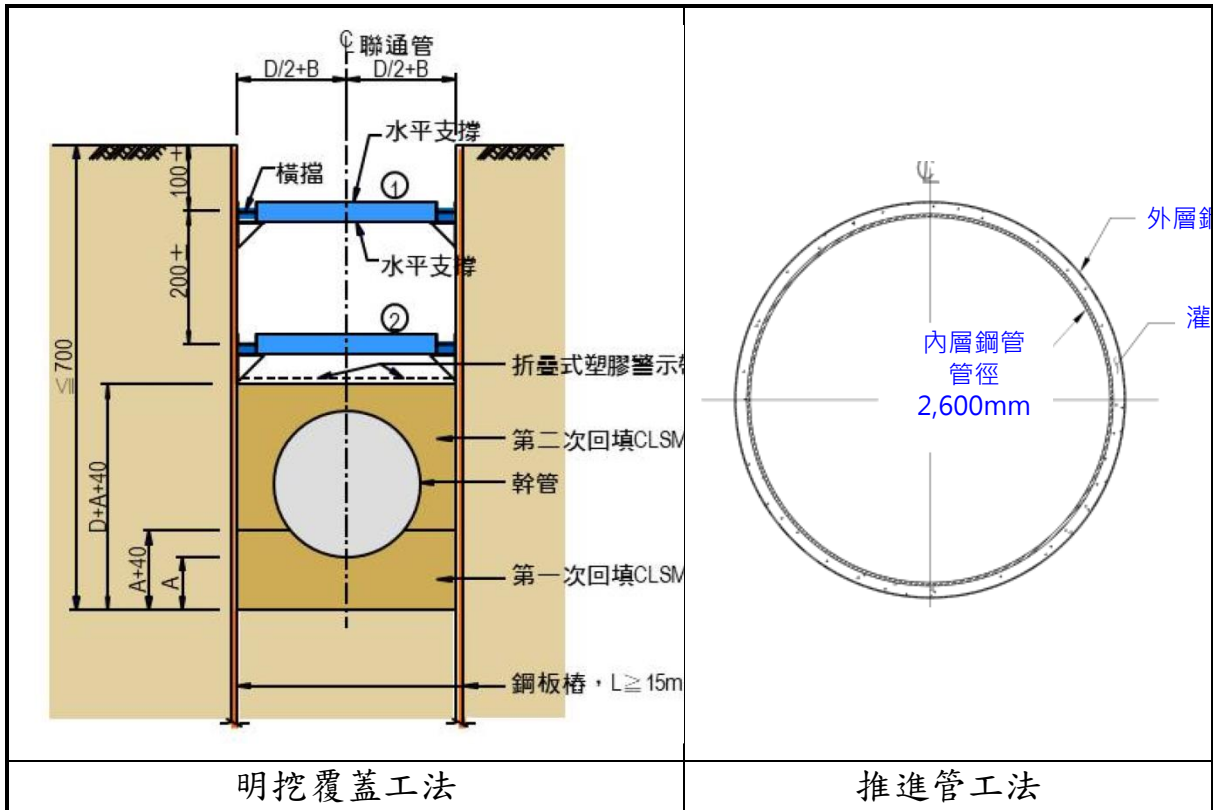 ℄ 聯通管
D/2+B
D/2+B
水平支撐
橫擋
①
100±
水平支撐
200±
②
≦700
折疊式塑膠警示
第二次回填CLSM
幹管
D+A+40
A+40
A
第一次回填CLSM
鋼板樁，L≧15m
明挖覆蓋工法
℄
外層
灌
內層鋼管
管徑
2,600mm
推進管工法